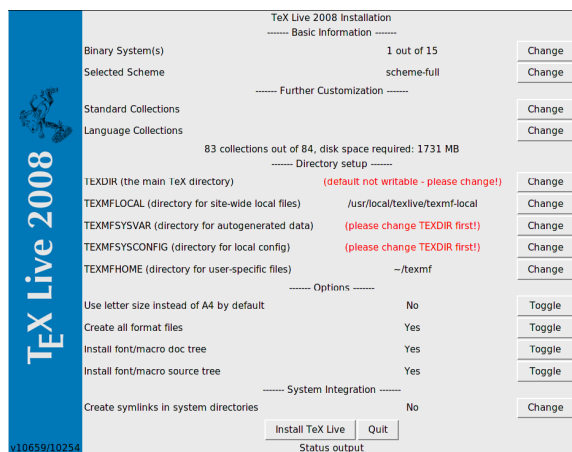 TeX Live 2008 Installation
------- Basic Information -------
Binary System(s) 1 out of 15 Change
Selected Scheme scheme-full Change
------- Further Customization -------
Standard Collections Change
Language Collections Change
83 collections out of 84, disk space required: 1731 MB
------- Directory setup -------
TEXDIR (the main TeX directory) (default not writable - please change!) Change
TEXMFLOCAL (directory for site-wide local files) /usr/local/texlive/texmf-local Change
TEXMFSYSVAR (directory for autogenerated data) (please change TEXDIR first!) Change
TEXMFSYSCONFIG (directory for local config) (please change TEXDIR first!) Change
TEXMFHOME (directory for user-specific files) ~/texmf Change
------- Options -------
Use letter size instead of A4 by default No Toggle
Create all format files Yes Toggle
Install font/macro doc tree Yes Toggle
Install font/macro source tree Yes Toggle
------- System Integration -------
Create symlinks in system directories No Change
Install TeX Live Quit
Status output
TEX Live 2008
v10659/10254